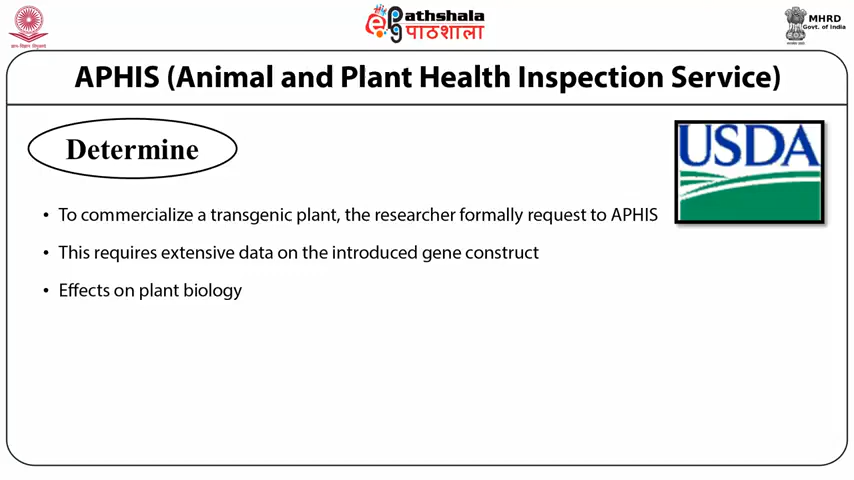 ePathshala
पाठशाला
MHRD
Govt. of India
APHIS (Animal and Plant Health Inspection Service)
Determine
USDA
• To commercialize a transgenic plant, the researcher formally request to APHIS
• This requires extensive data on the introduced gene construct
• Effects on plant biology